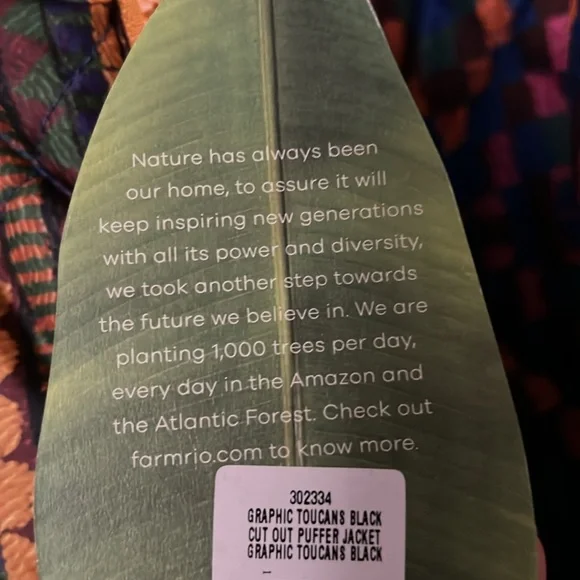 Nature has always been
our home, to assure it will
keep inspiring new generations
with all its power and diversity,
we took another step towards
the future we believe in. We are
planting 1,000 trees per day,
every day in the Amazon and
the Atlantic Forest. Check out
farmrio.com to know more.
302334
GRAPHIC TOUCANS BLACK
CUT OUT PUFFER JACKET
GRAPHIC TOUCANS BLACK